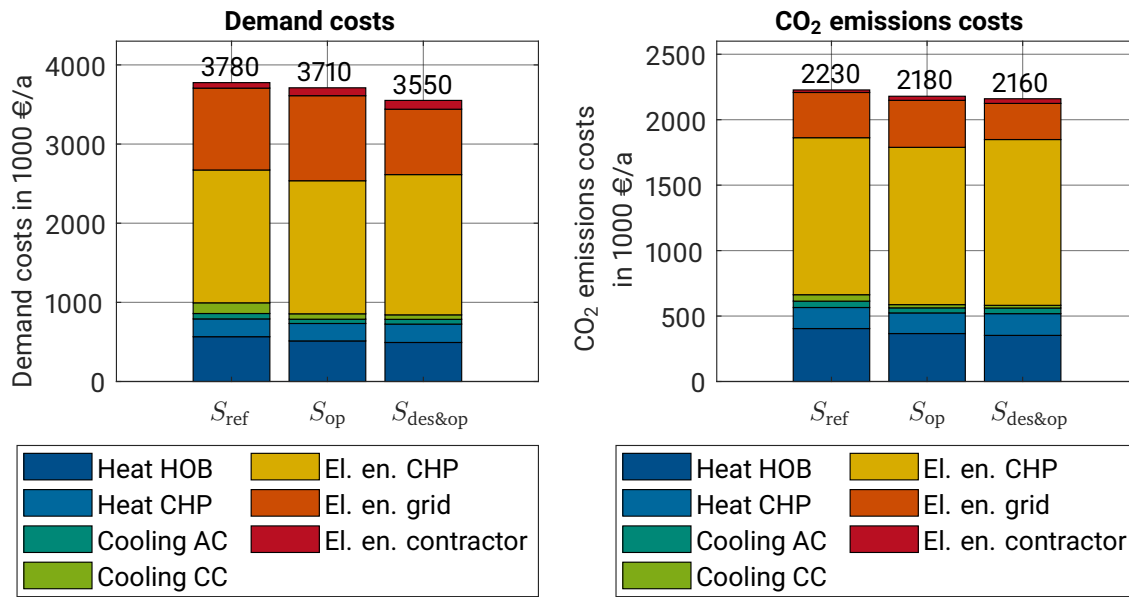 Demand costs
Demand costs in 1000 €/a
4000
3000
2000
1000
0
3780
3710
3550
S_ref
S_op
S_des&op
Heat HOB
Heat CHP
Cooling AC
Cooling CC
El. en. CHP
El. en. grid
El. en. contractor
CO₂ emissions costs
CO₂ emissions costs
in 1000 €/a
2500
2000
1500
1000
500
0
2230
2180
2160
S_ref
S_op
S_des&op
Heat HOB
Heat CHP
Cooling AC
Cooling CC
El. en. CHP
El. en. grid
El. en. contractor